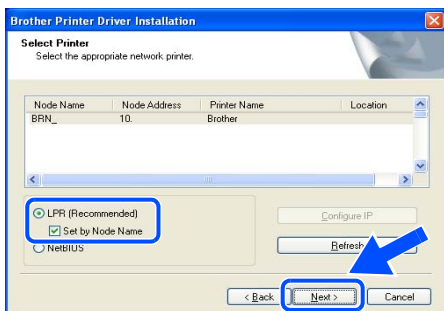 Brother Printer Driver Installation
Select Printer
Select the appropriate network printer.
Node Name Node Address Printer Name Location
BRN_ 10. Brother
LPR (Recommended)
Configure IP
Set by Node Name
NetBIOS
Refresh
< Back Next > Cancel